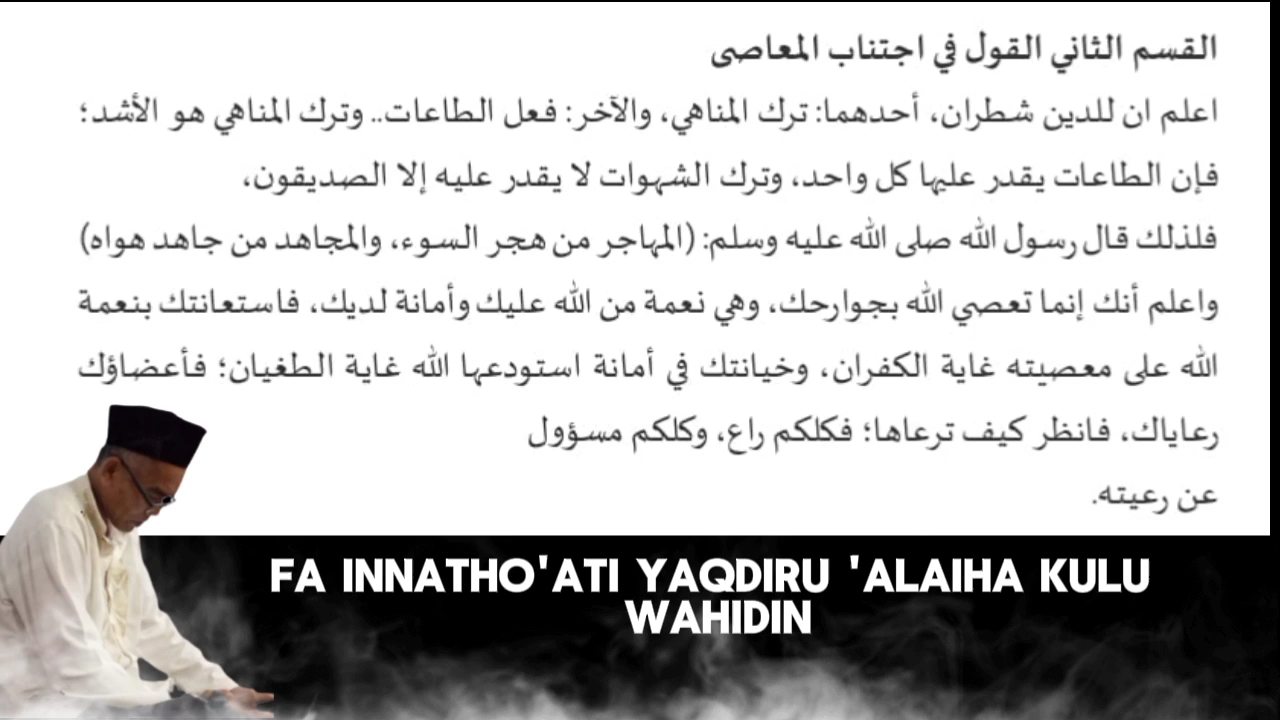 القسم الثاني القول في اجتناب المعاصى
اعلم ان للدين شطران، أحدهما: ترك المناهي، والآخر: فعل الطاعات.. وترك المناهي هو الأشد؛
فإن الطاعات يقدر عليها كل واحد، وترك الشهوات لا يقدر عليه إلا الصديقون،
فلذلك قال رسول الله صلى الله عليه وسلم: (المهاجر من هجر السوء، والمجاهد من جاهد هواه)
واعلم أنك إنما تعصي الله بجوارحك، وهي نعمة من الله عليك وأمانة لديك، فاستعانتك بنعمة
الله على معصيته غاية الكفران، وخيانتك في أمانة استودعها الله غاية الطغيان؛ فأعضاؤك
رعاياك، فانظر كيف ترعاها؛ فكلكم راع، وكلكم مسؤول
عن رعيته.
FA INNATHO'ATI YAQDIRU 'ALAIHA KULU
WAHIDIN